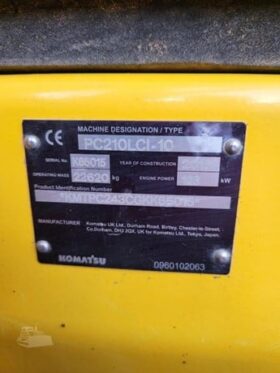 CE MACHINE DESIGNATION / TYPE
PC210LCI-10
SERIAL No. K65015 YEAR OF CONSTRUCTION
OPERATING MASS 22620 kg ENGINE POWER kW
Product Identification Number
Manufacturer
Komatsu UK Ltd., Durham Road, Birtley, Chester-le-Street,
Co.Durham, DH3 2QX, UK for Komatsu Ltd., Tokyo, Japan.
KOMATSU 0960102063